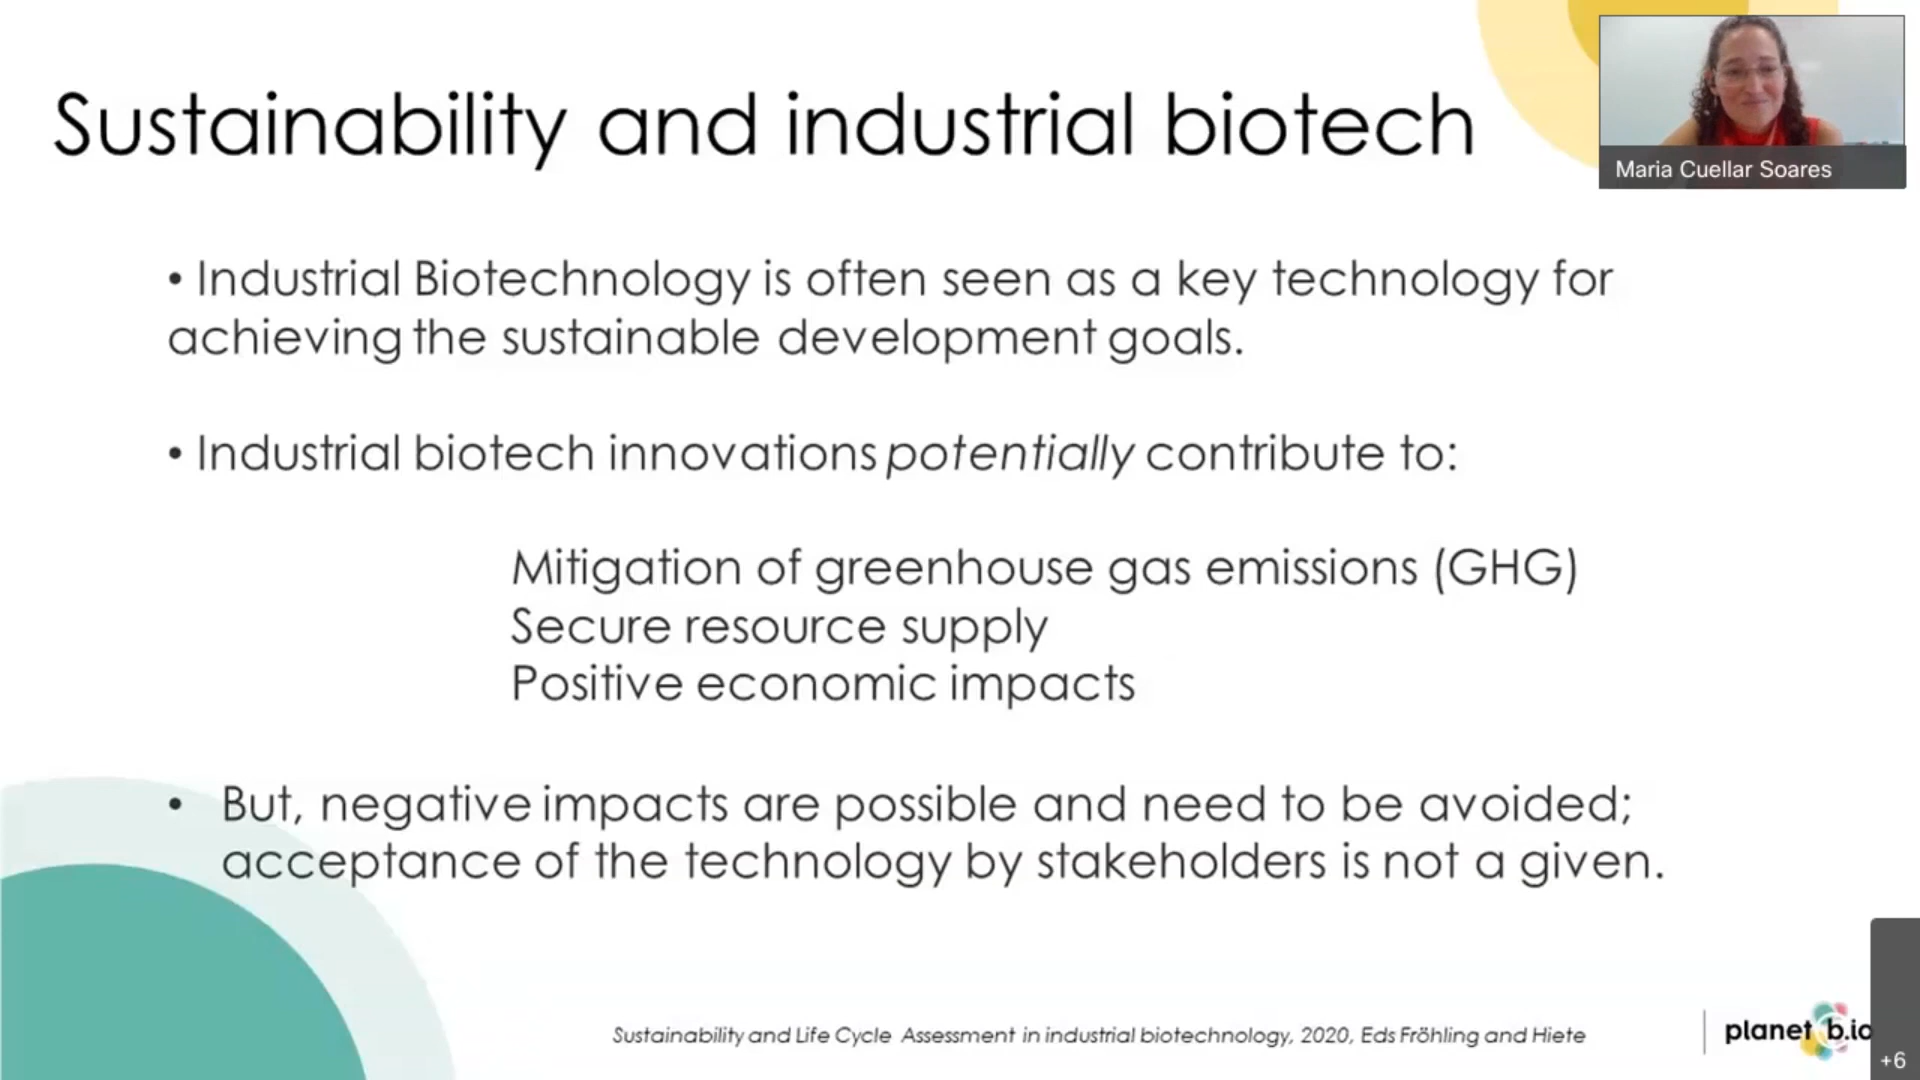 Sustainability and industrial biotech
Maria Cuellar Soares
• Industrial Biotechnology is often seen as a key technology for
achieving the sustainable development goals.
• Industrial biotech innovations potentially contribute to:
Mitigation of greenhouse gas emissions (GHG)
Secure resource supply
Positive economic impacts
• But, negative impacts are possible and need to be avoided;
acceptance of the technology by stakeholders is not a given.
Sustainability and Life Cycle Assessment in industrial biotechnology, 2020, Eds Fröhling and Hiete
planet b.io
+6